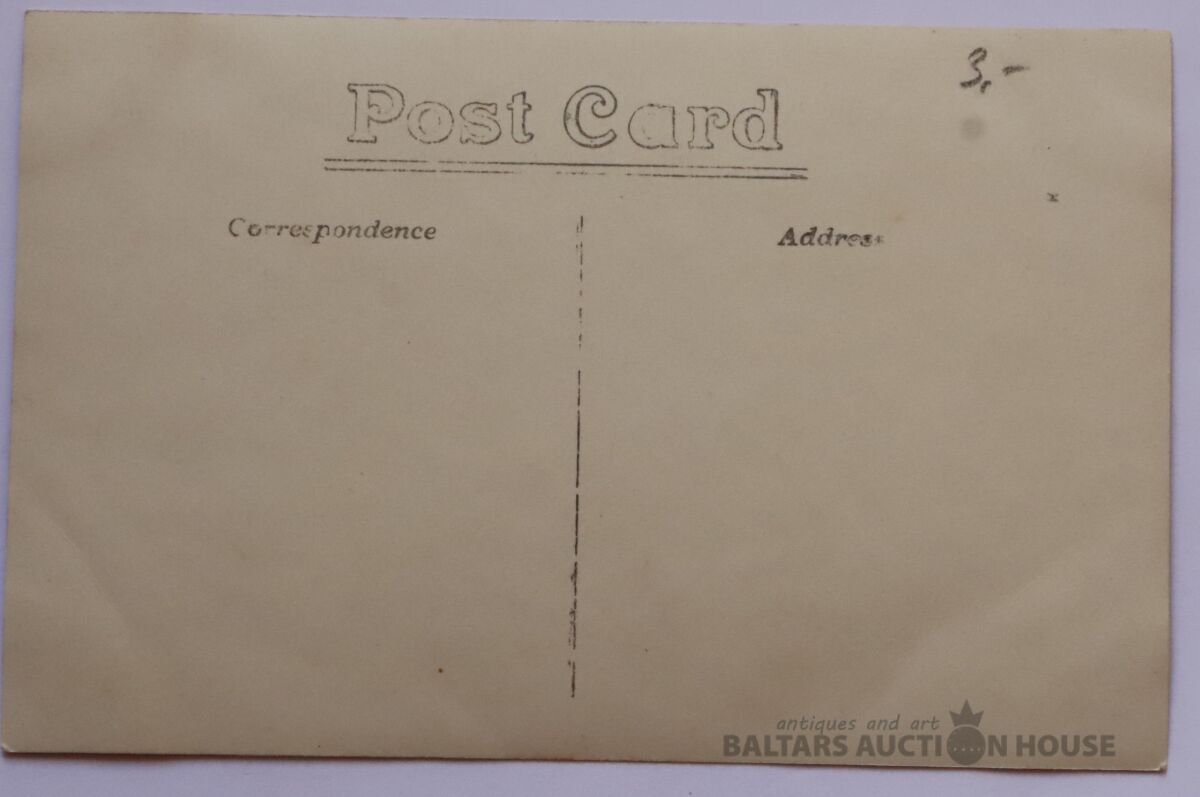 3,-
Post Card
Correspondence
Address
antiques and art
BALTARS AUCTION HOUSE